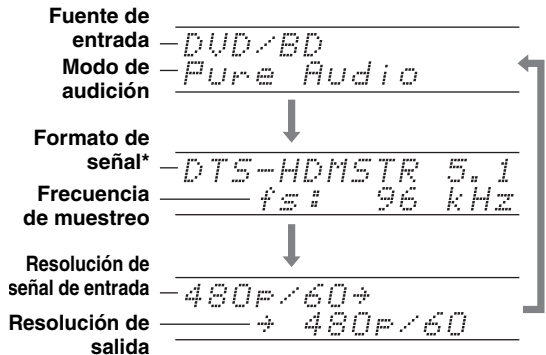 Fuente de
entrada
DVD/BD
Modo de
audición
Pure Audio
Formato de
señal*
DTS-HDMSTR 5.1
Frecuencia
de muestreo
fs: 96 kHz
Resolución de
señal de entrada
480p/60→
Resolución de
salida
→ 480p/60